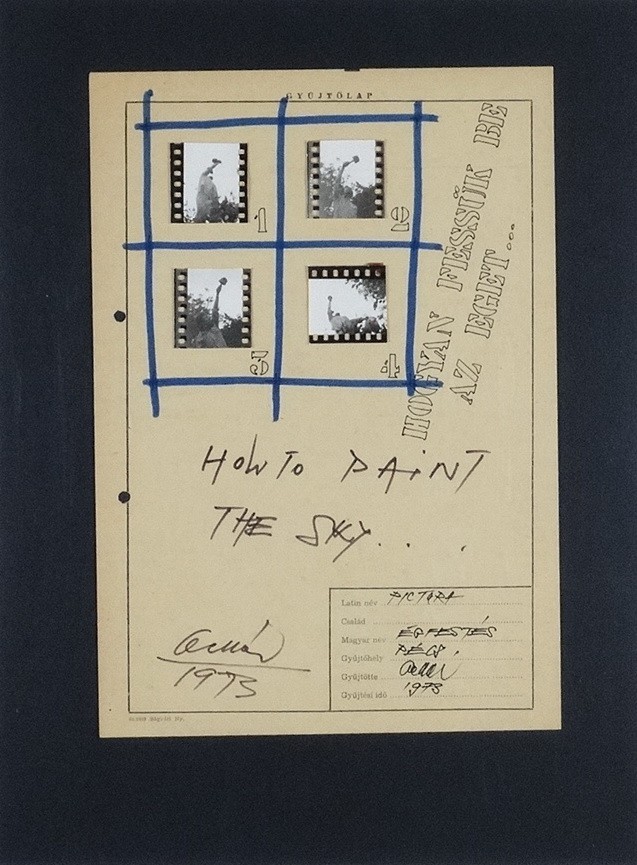 GYŰJTŐLAP
1
2
3
4
HOGYAN FESSÜK BE
AZ EGET...
HOW TO PAINT
THE SKY...
1973
Latin név PICTORA
Család
Magyar név ÉGFESTÉS
Gyűjtőhely PÉCS
Gyűjtötte
Gyűjtési idő 1973